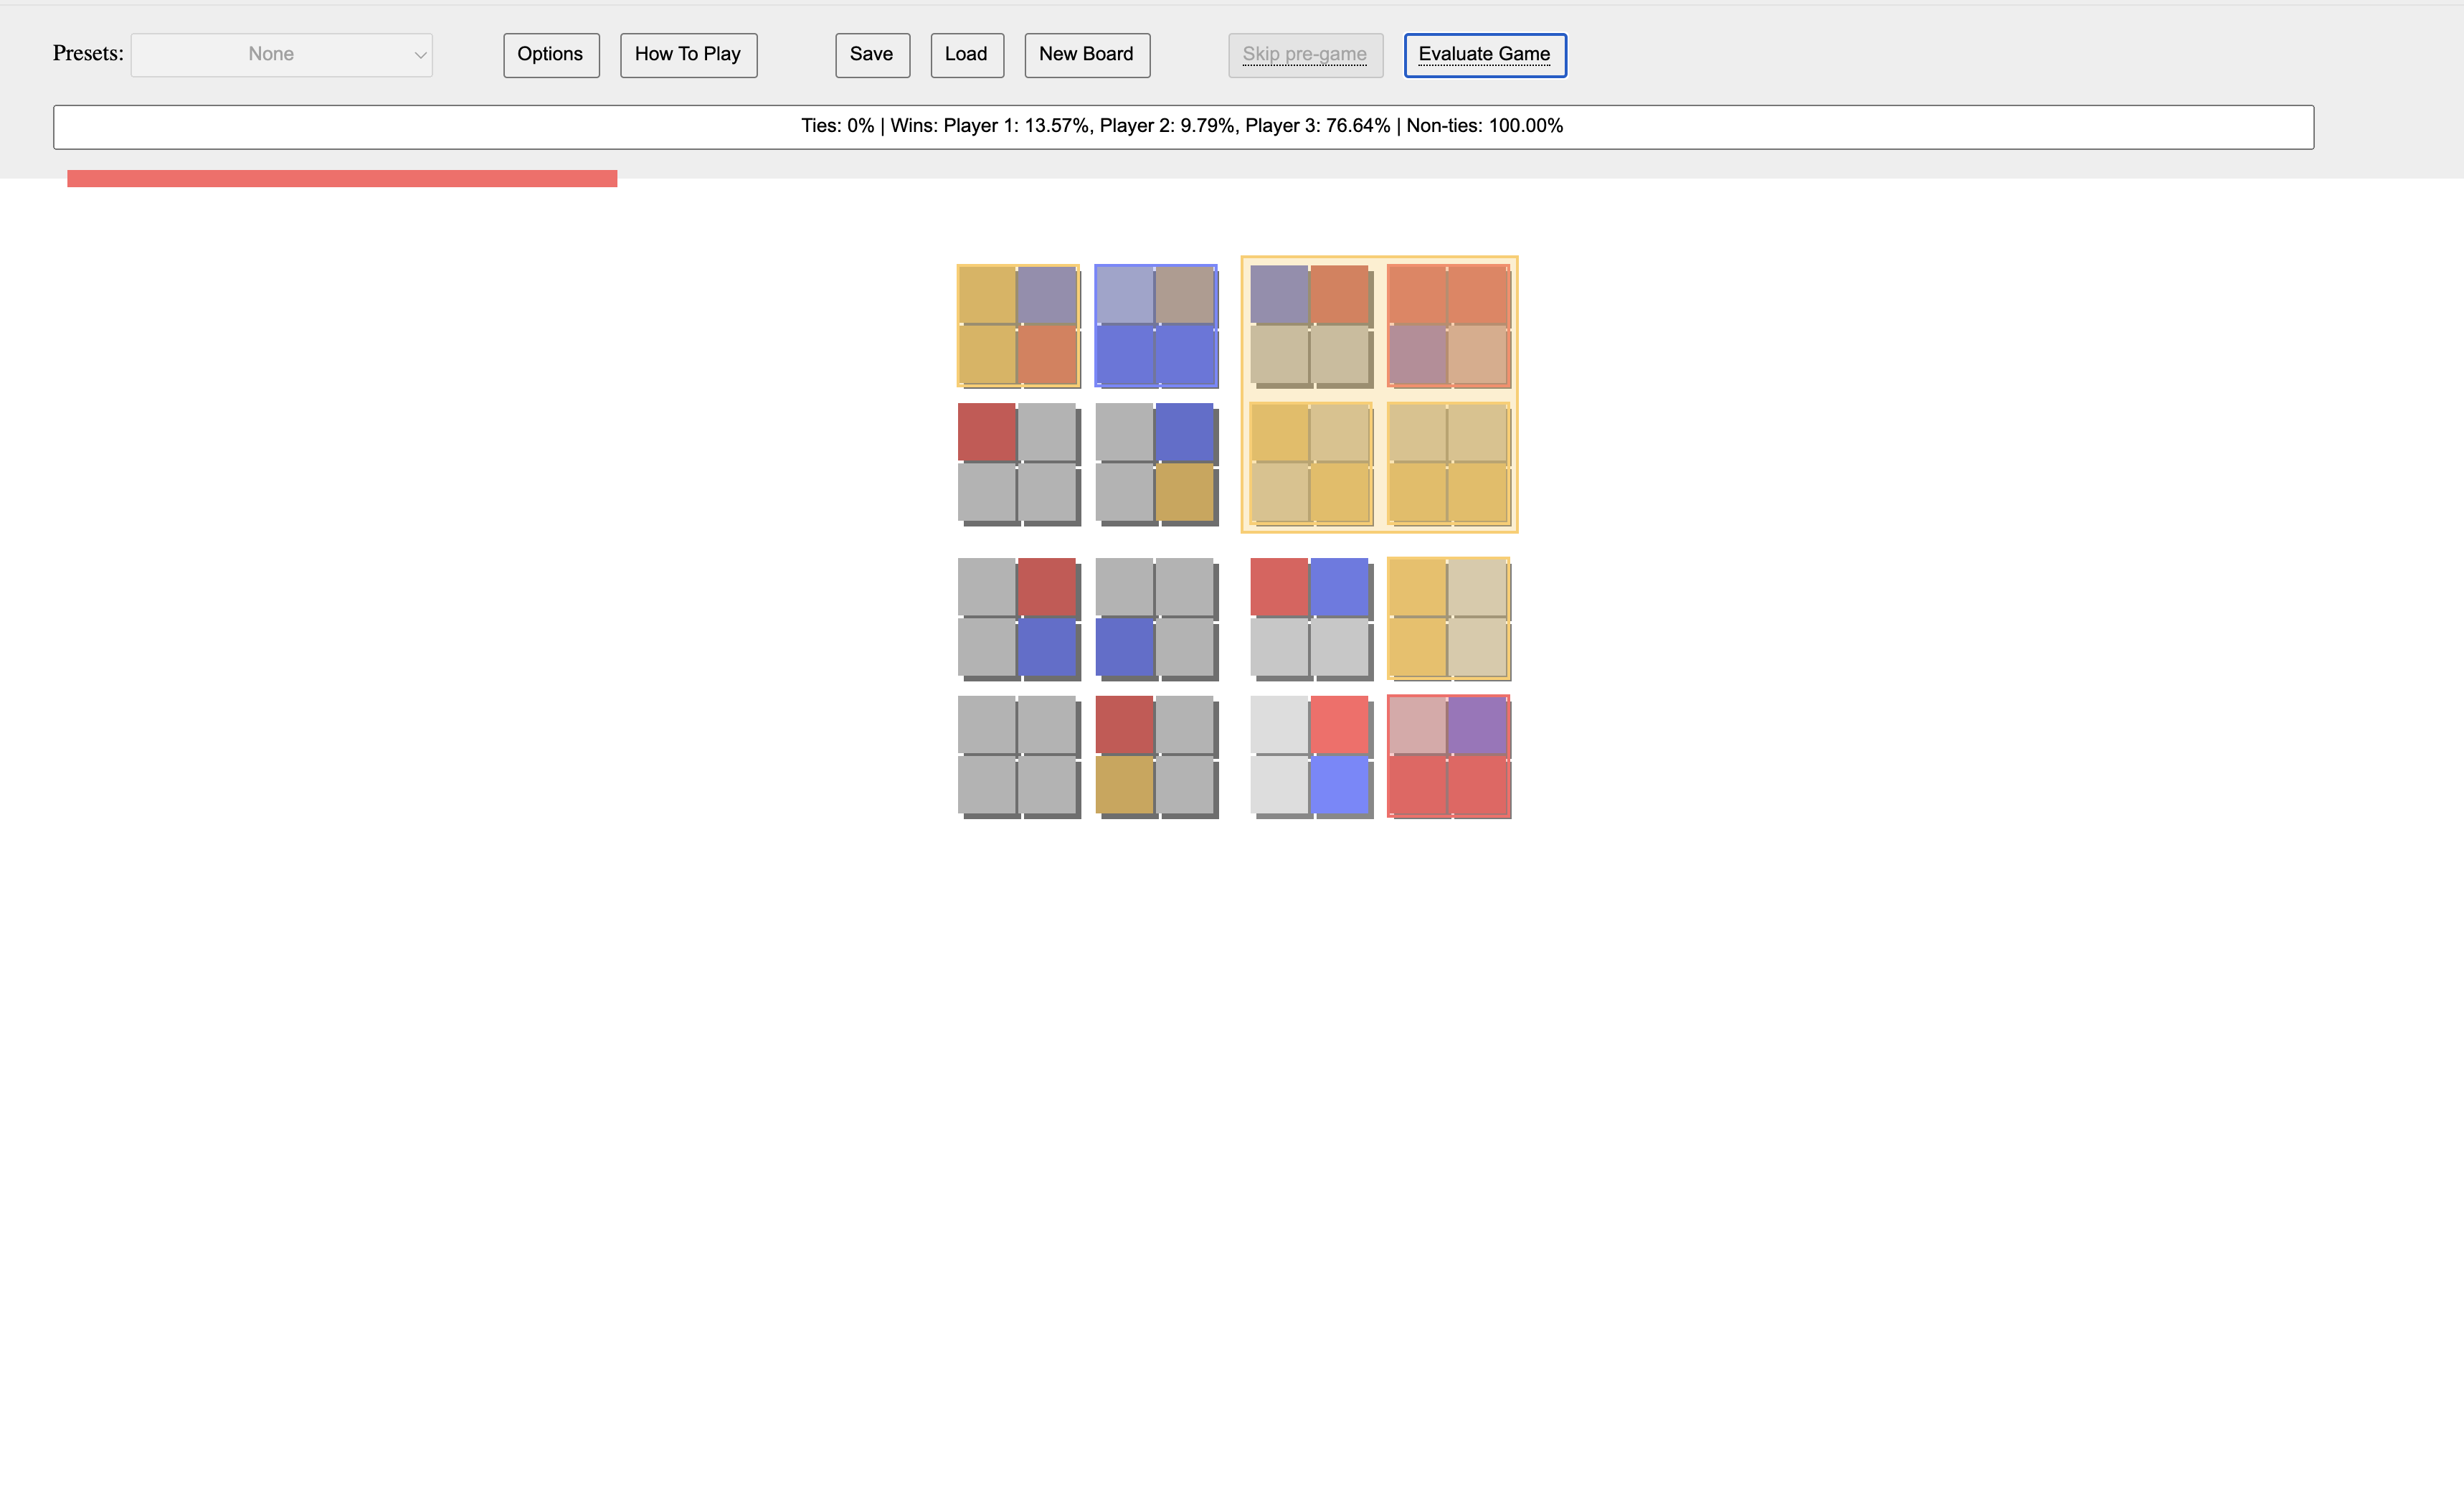 Presets: None Options How To Play Save Load New Board Skip pre-game Evaluate Game
Ties: 0% | Wins: Player 1: 13.57%, Player 2: 9.79%, Player 3: 76.64% | Non-ties: 100.00%